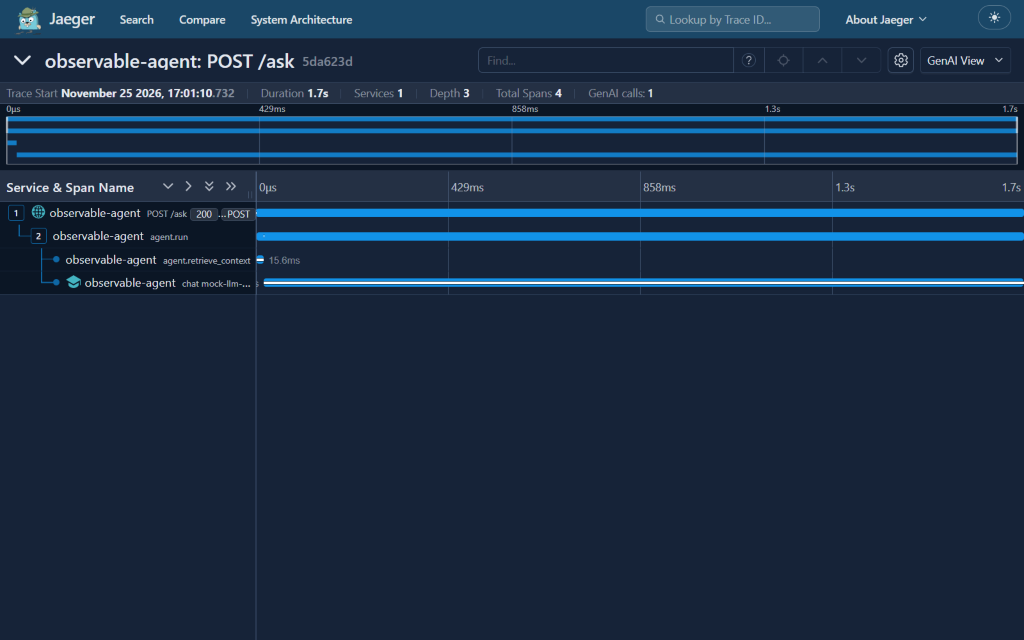 Jaeger Search Compare System Architecture Lookup by Trace ID... About Jaeger
observable-agent: POST /ask 5da623d Find... ? GenAI View
Trace Start November 25 2026, 17:01:10.732 Duration 1.7s Services 1 Depth 3 Total Spans 4 GenAI calls: 1
0μs 429ms 858ms 1.3s 1.7s
Service & Span Name 0μs 429ms 858ms 1.3s 1.7s
1 observable-agent POST /ask 200 ...POST
2 observable-agent agent.run
observable-agent agent.retrieve_context 15.6ms
observable-agent chat mock-llm-...